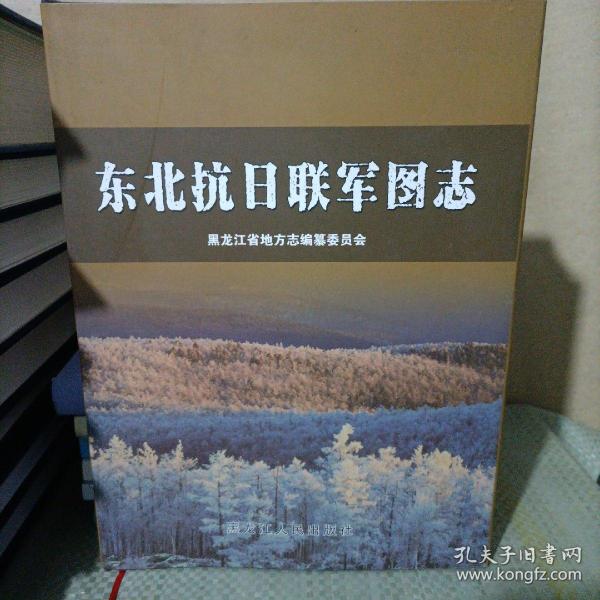 东北抗日联军图志
黑龙江省地方志编纂委员会
黑龙江人民出版社
孔夫子旧书网
www.kongfz.com